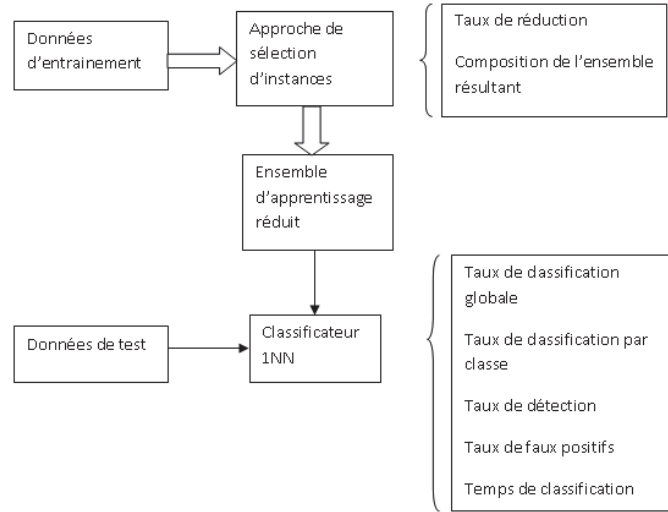 Données
d'entrainement
Approche de
sélection
d'instances
Taux de réduction
Composition de l'ensemble
résultant
Ensemble
d'apprentissage
réduit
Données de test
Classificateur
1NN
Taux de classification
globale
Taux de classification par
classe
Taux de détection
Taux de faux positifs
Temps de classification